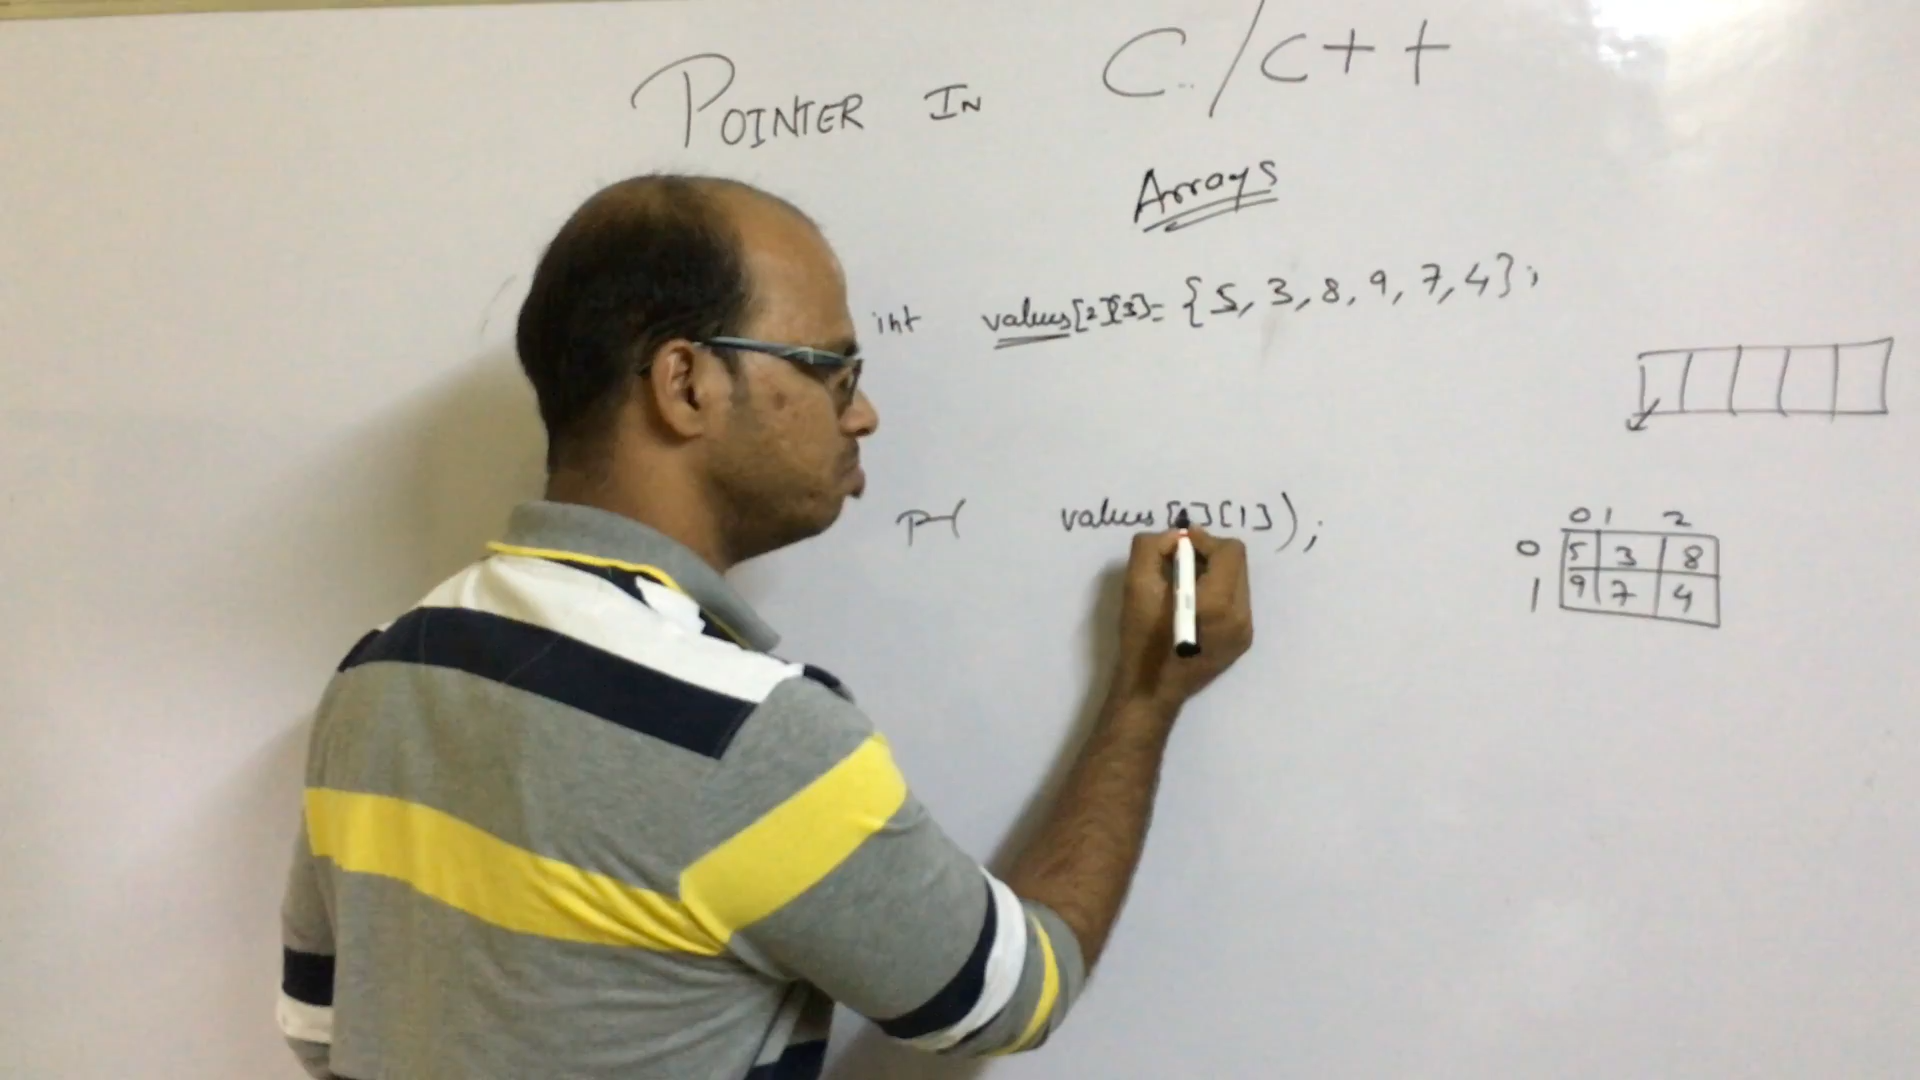 POINTER IN C/C++
Arrays
int values[2][3]= {5, 3, 8, 9, 7, 4};
pf( values[ ][1]);
0 1 2
0 5 3 8
1 9 7 4